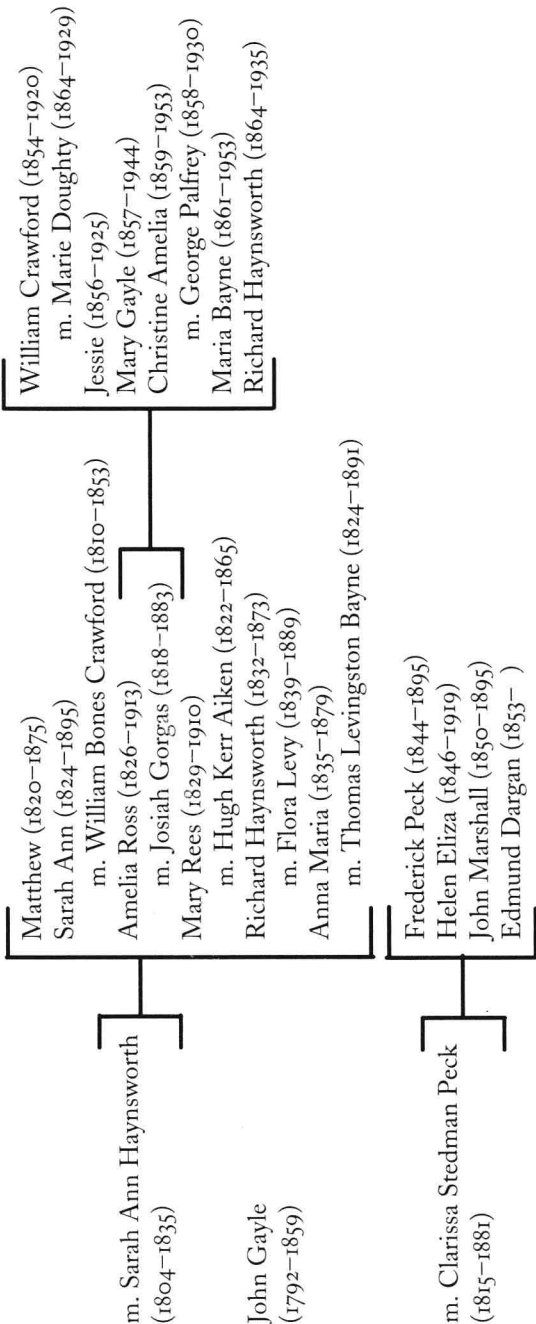 m. Sarah Ann Haynsworth
(1804–1835)
John Gayle
(1792–1859)
m. Clarissa Stedman Peck
(1815–1881)
Matthew (1820–1875)
Sarah Ann (1824–1895)
m. William Bones Crawford (1810–1853)
Amelia Ross (1826–1913)
m. Josiah Gorgas (1818–1883)
Mary Rees (1829–1910)
m. Hugh Kerr Aiken (1822–1865)
Richard Haynsworth (1832–1873)
m. Flora Levy (1839–1889)
Anna Maria (1835–1879)
m. Thomas Levingston Bayne (1824–1891)
Frederick Peck (1844–1895)
Helen Eliza (1846–1919)
John Marshall (1850–1895)
Edmund Dargan (1853– )
William Crawford (1854–1920)
m. Marie Doughty (1864–1929)
Jessie (1856–1925)
Mary Gayle (1857–1944)
Christine Amelia (1859–1953)
m. George Palfrey (1858–1930)
Maria Bayne (1861–1953)
Richard Haynsworth (1864–1935)